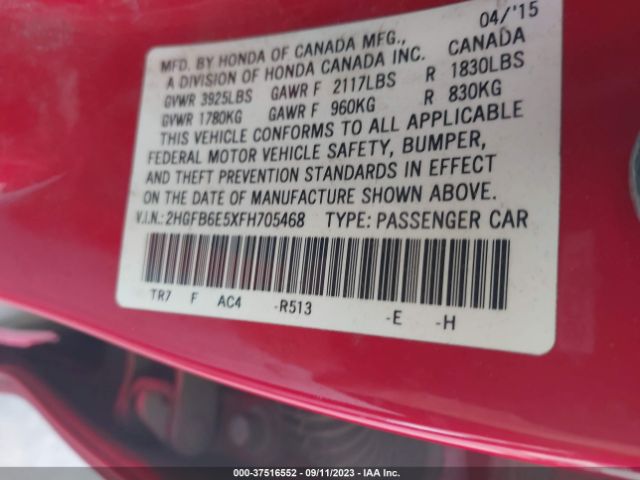 04/'15
MFD. BY HONDA OF CANADA MFG., CANADA
A DIVISION OF HONDA CANADA INC.
GVWR 3925LBS GAWR F 2117LBS R 1830LBS
GVWR 1780KG GAWR F 960KG R 830KG
THIS VEHICLE CONFORMS TO ALL APPLICABLE
FEDERAL MOTOR VEHICLE SAFETY, BUMPER,
AND THEFT PREVENTION STANDARDS IN EFFECT
ON THE DATE OF MANUFACTURE SHOWN ABOVE.
V.I.N.: 2HGFB6E5XFH705468 TYPE: PASSENGER CAR
TR7 F AC4 -R513 -E -H
000-37516552 09/11/2023 IAA Inc.